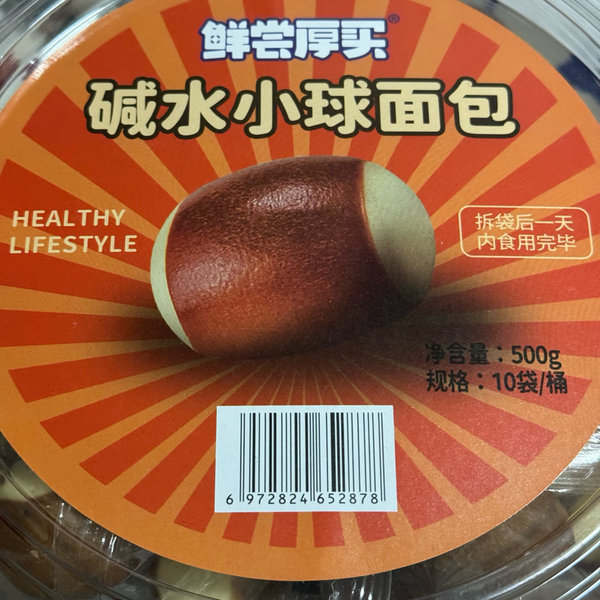 鲜尝厚买®
碱水小球面包
HEALTHY
LIFESTYLE
拆袋后一天
内食用完毕
净含量：500g
规格：10袋/桶
6 972824 652878